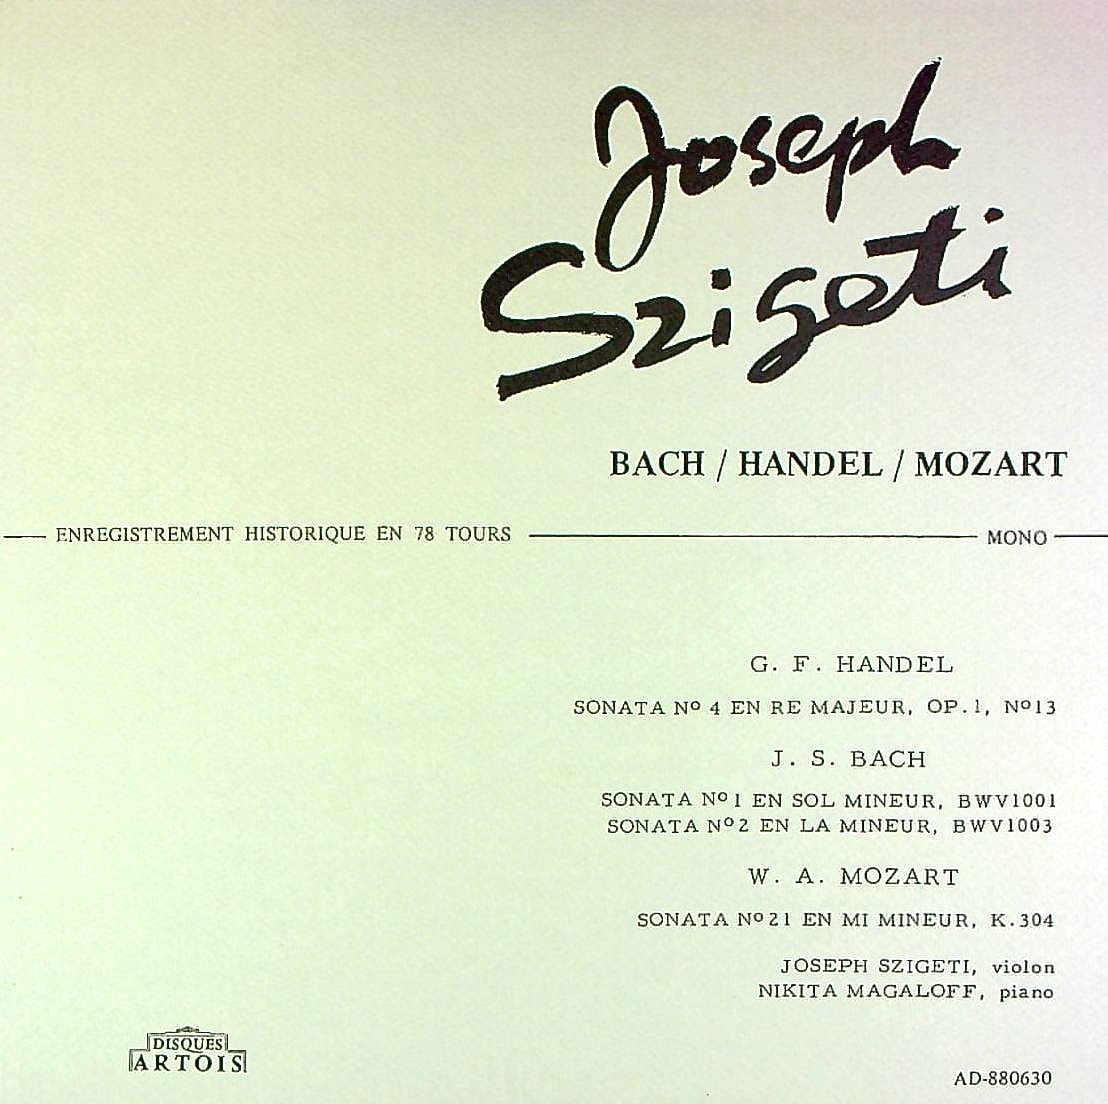 Joseph
Szigeti
BACH / HANDEL / MOZART
ENREGISTREMENT HISTORIQUE EN 78 TOURS
MONO
G. F. HANDEL
SONATA Nº 4 EN RE MAJEUR, OP.1, Nº13
J. S. BACH
SONATA Nº1 EN SOL MINEUR, BWV1001
SONATA Nº2 EN LA MINEUR, BWV1003
W. A. MOZART
SONATA Nº21 EN MI MINEUR, K.304
JOSEPH SZIGETI, violon
NIKITA MAGALOFF, piano
DISQUES
ARTOIS
AD-880630